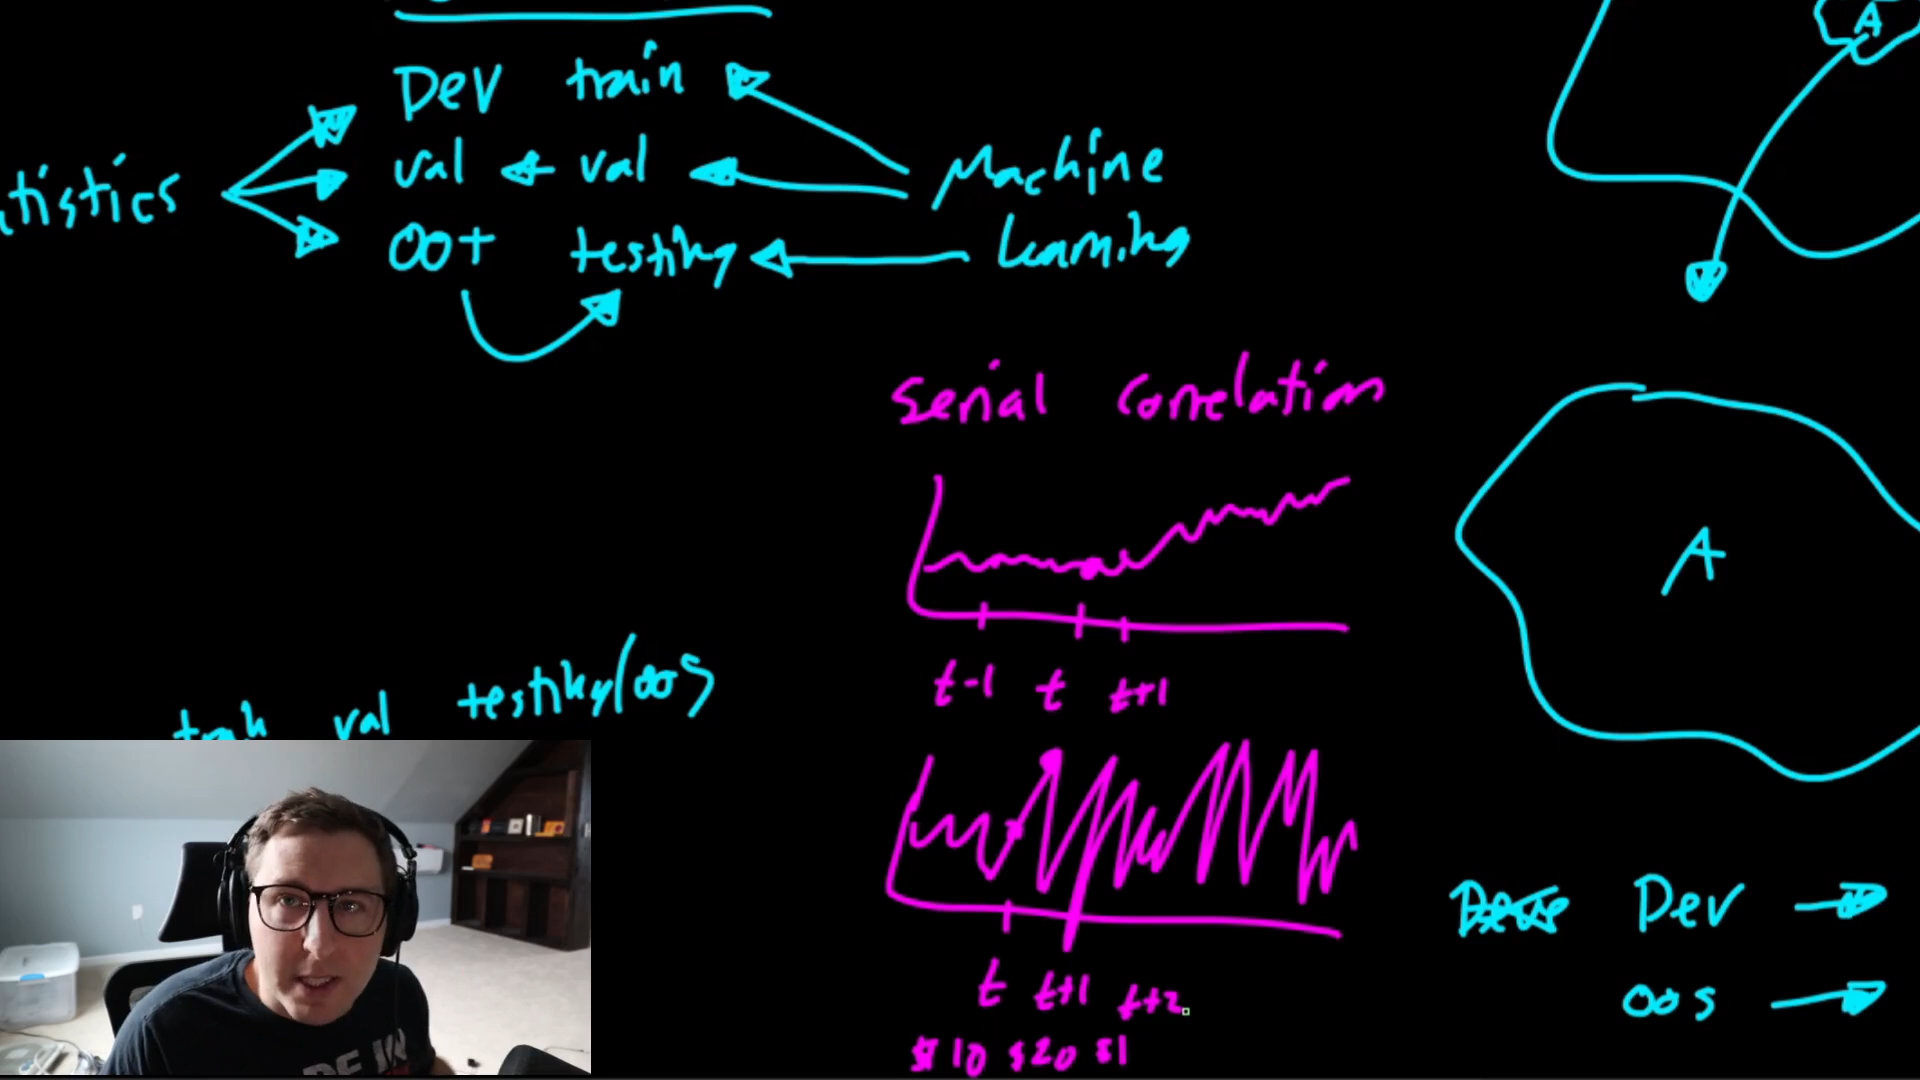 Dev train
val val
tistics
Machine
OOT testing
learning
A
serial correlation
A
t-1 t t+1
train val testing/OOS
Dev
OOS
t t+1 t+2
$10 $20 $1